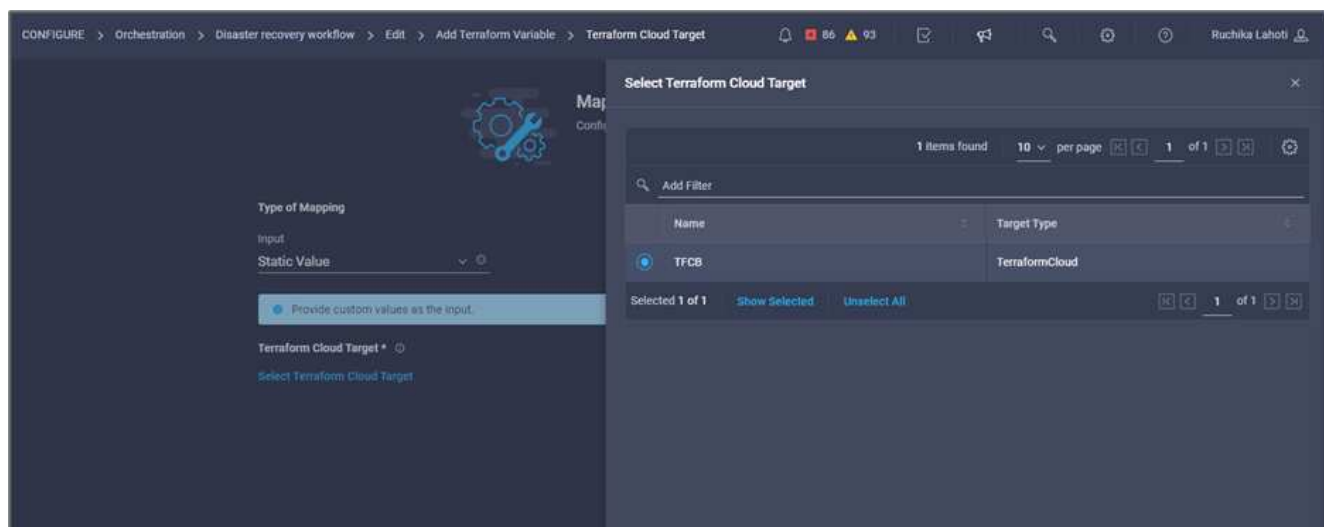 CONFIGURE > Orchestration > Disaster recovery workflow > Edit > Add Terraform Variable > Terraform Cloud Target 86 93 Ruchika Lahoti
Select Terraform Cloud Target
1 items found 10 per page 1 of 1
Add Filter
Name Target Type
TFCB TerraformCloud
Selected 1 of 1 Show Selected Unselect All 1 of 1
Type of Mapping
Input
Static Value
Provide custom values as the input.
Terraform Cloud Target *
Select Terraform Cloud Target